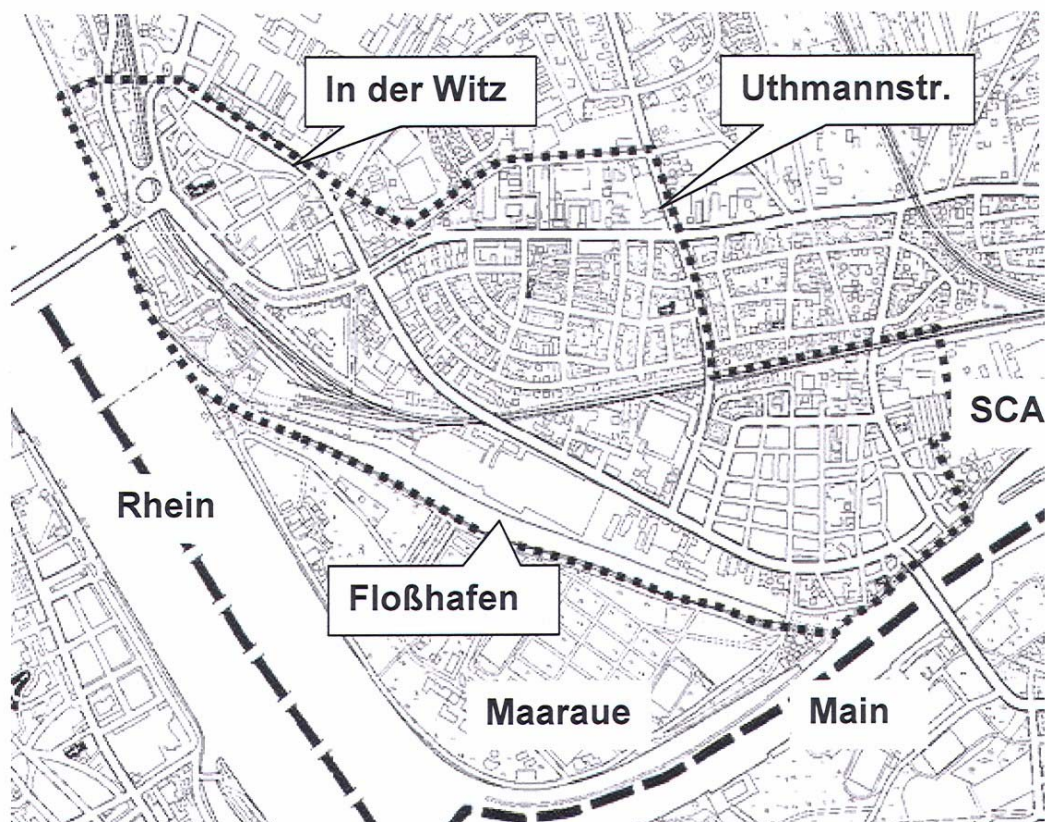 In der Witz
Uthmannstr.
SCA
Rhein
Floßhafen
Maaraue
Main